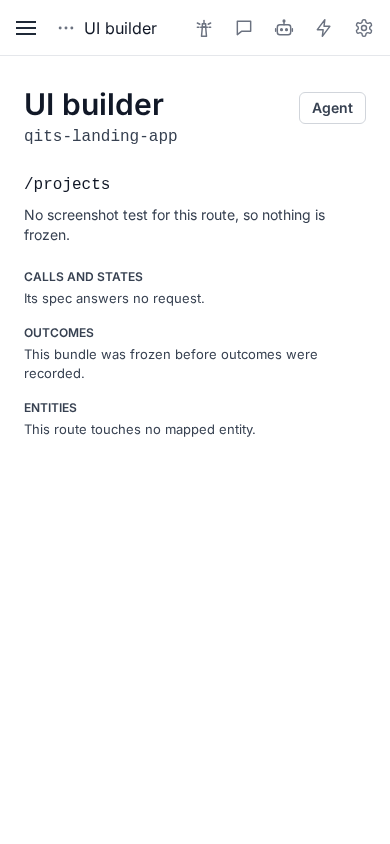 UI builder
UI builder
Agent
qits-landing-app
/projects
No screenshot test for this route, so nothing is
frozen.
CALLS AND STATES
Its spec answers no request.
OUTCOMES
This bundle was frozen before outcomes were
recorded.
ENTITIES
This route touches no mapped entity.